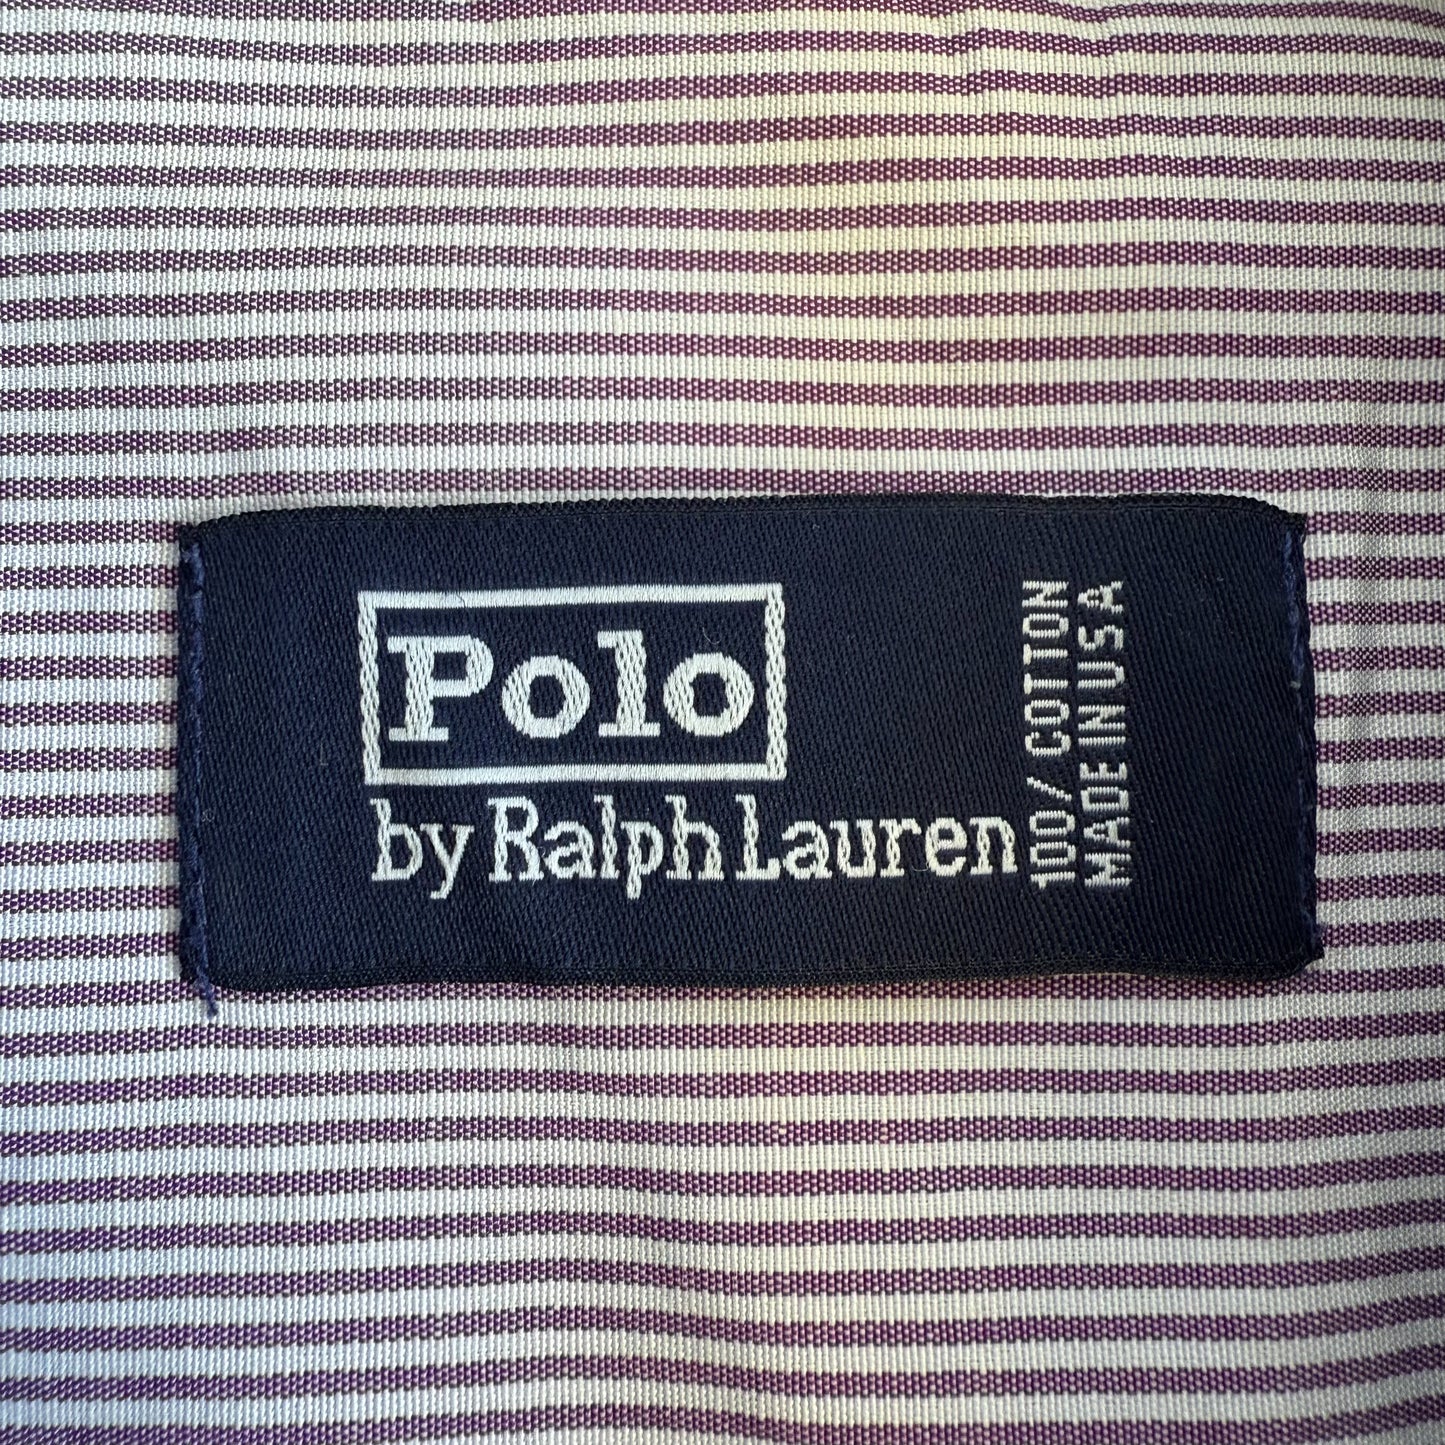 Polo
by Ralph Lauren
100/ COTTON
MADE IN USA